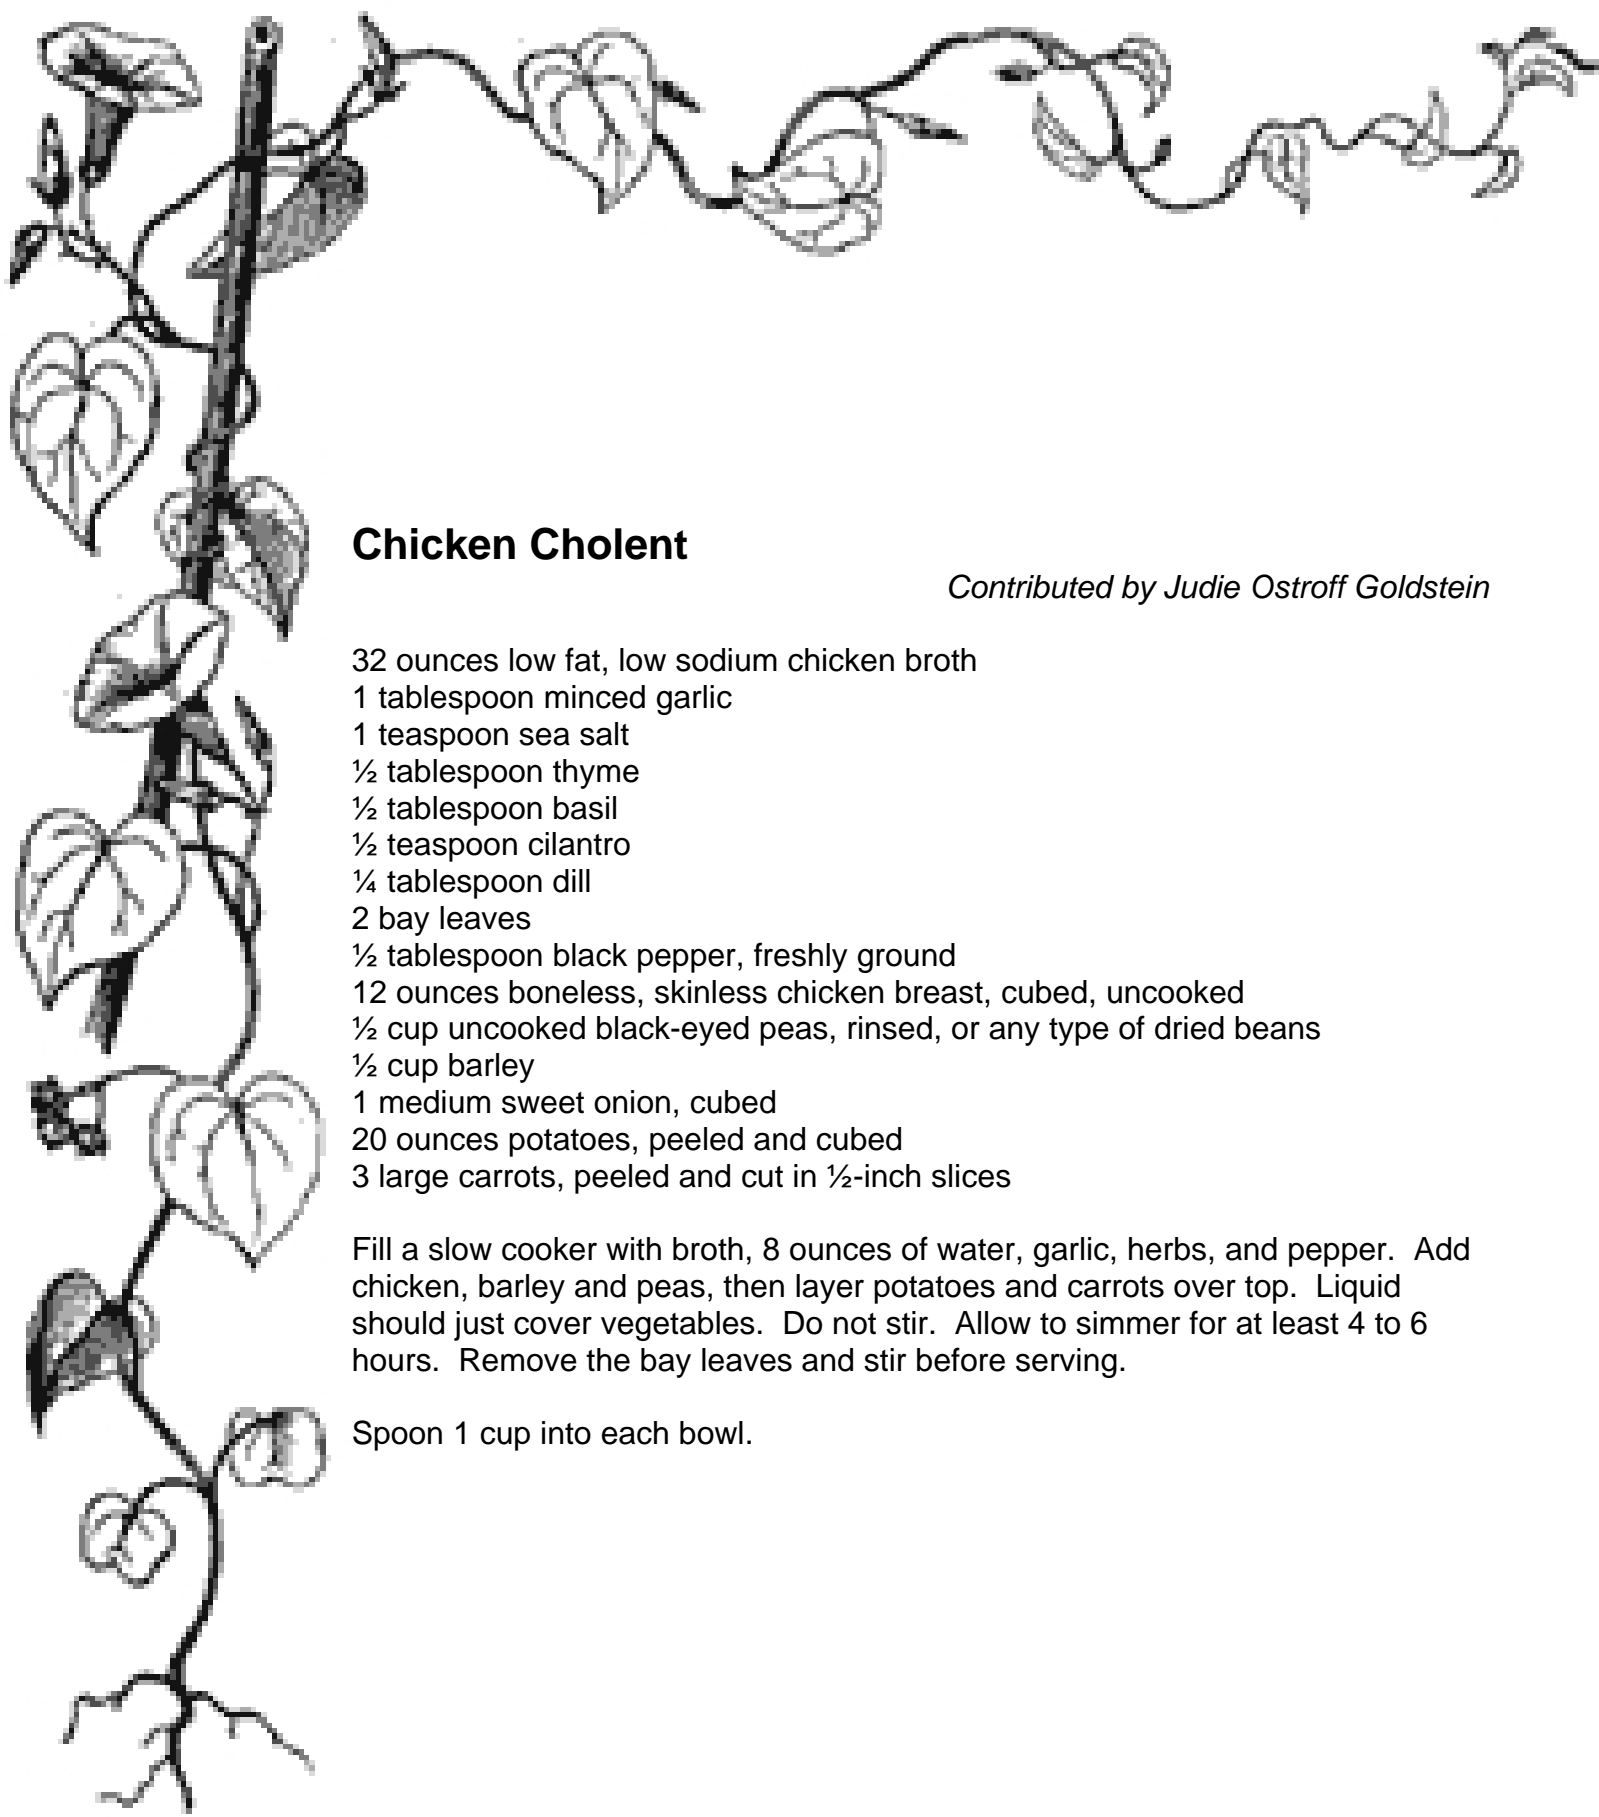 Chicken Cholent
Contributed by Judie Ostroff Goldstein
32 ounces low fat, low sodium chicken broth
1 tablespoon minced garlic
1 teaspoon sea salt
½ tablespoon thyme
½ tablespoon basil
½ teaspoon cilantro
¼ tablespoon dill
2 bay leaves
½ tablespoon black pepper, freshly ground
12 ounces boneless, skinless chicken breast, cubed, uncooked
½ cup uncooked black-eyed peas, rinsed, or any type of dried beans
½ cup barley
1 medium sweet onion, cubed
20 ounces potatoes, peeled and cubed
3 large carrots, peeled and cut in ½-inch slices
Fill a slow cooker with broth, 8 ounces of water, garlic, herbs, and pepper.  Add
chicken, barley and peas, then layer potatoes and carrots over top.  Liquid
should just cover vegetables.  Do not stir.  Allow to simmer for at least 4 to 6
hours.  Remove the bay leaves and stir before serving.
Spoon 1 cup into each bowl.